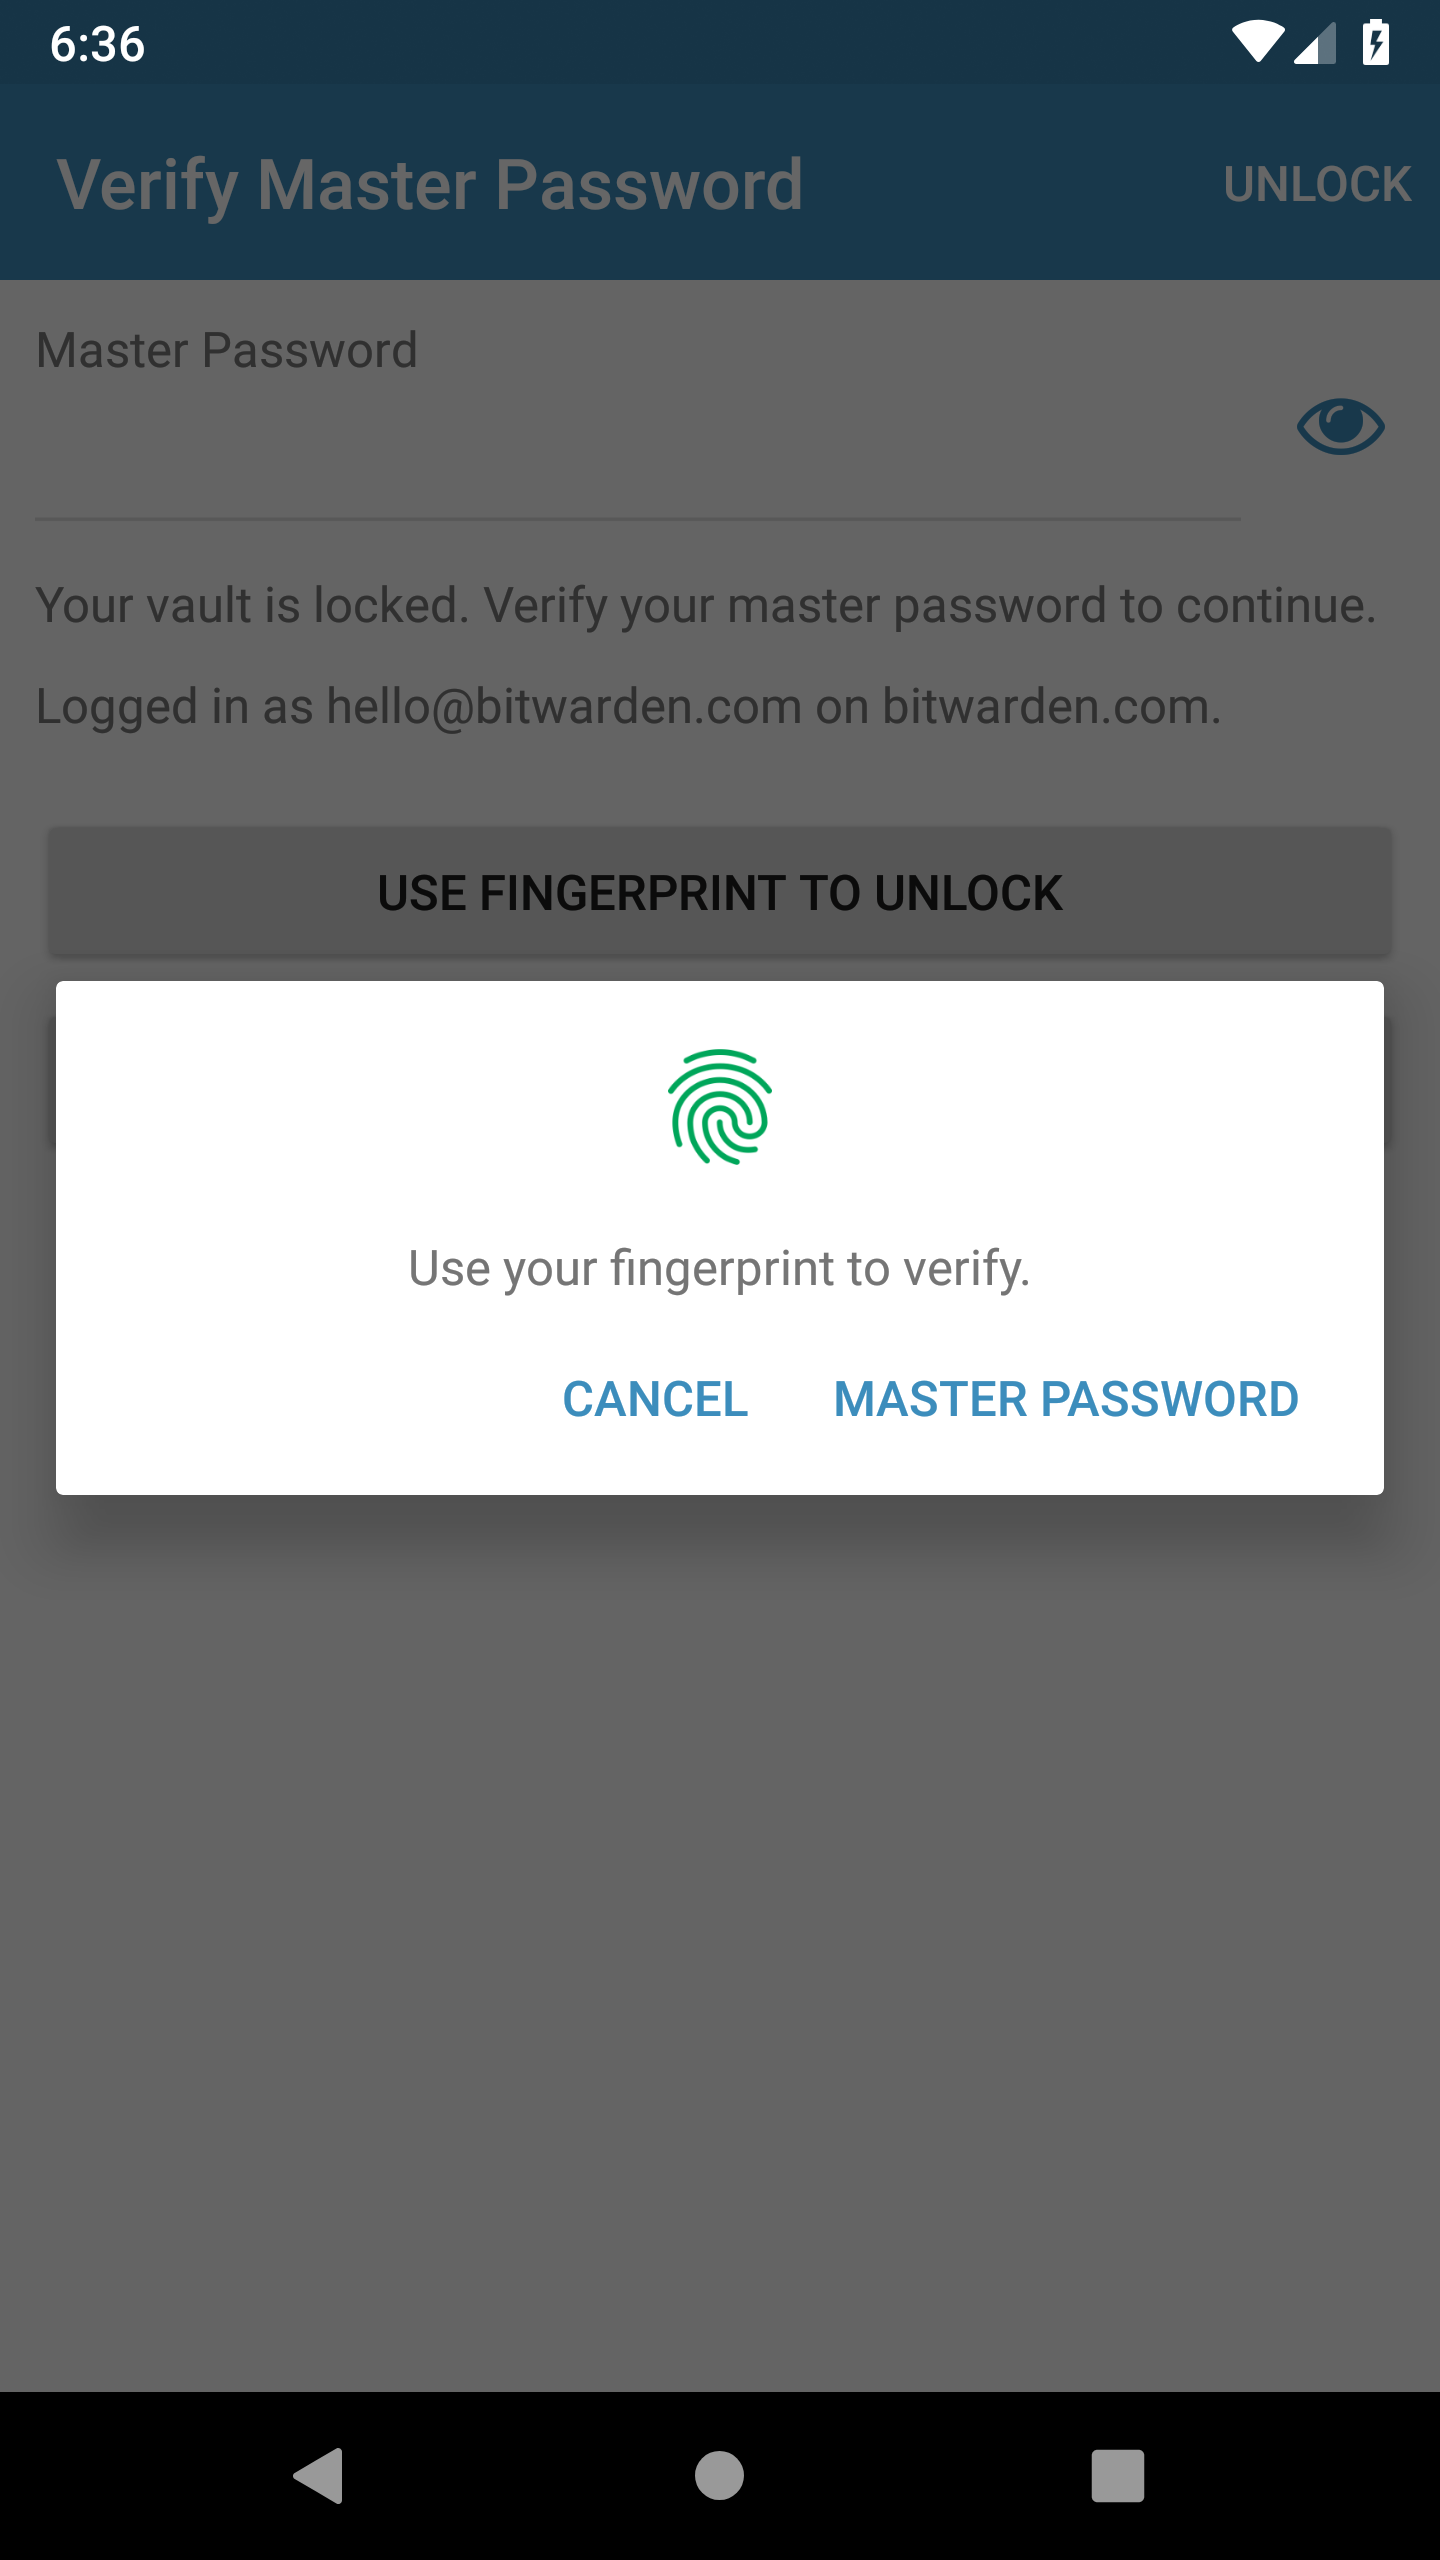 6:36
Verify Master Password
UNLOCK
Master Password
Your vault is locked. Verify your master password to continue.
Logged in as hello@bitwarden.com on bitwarden.com.
USE FINGERPRINT TO UNLOCK
Use your fingerprint to verify.
CANCEL MASTER PASSWORD